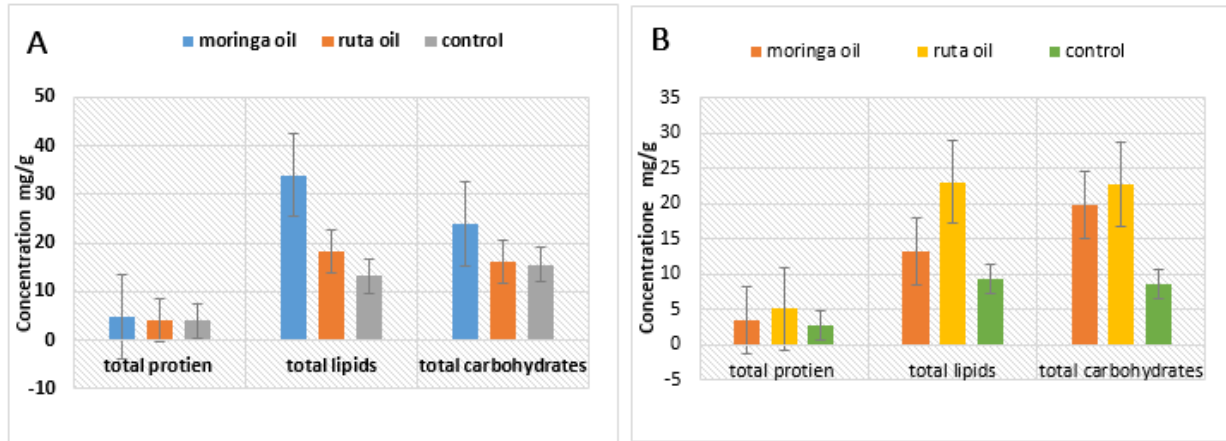 A
moringa oil ruta oil control
Concentration mg/g
50
40
30
20
10
0
-10
total protien total lipids total carbohydrates
B
moringa oil ruta oil control
Concentratione mg/g
35
30
25
20
15
10
5
0
-5
total protien total lipids total carbohydrates